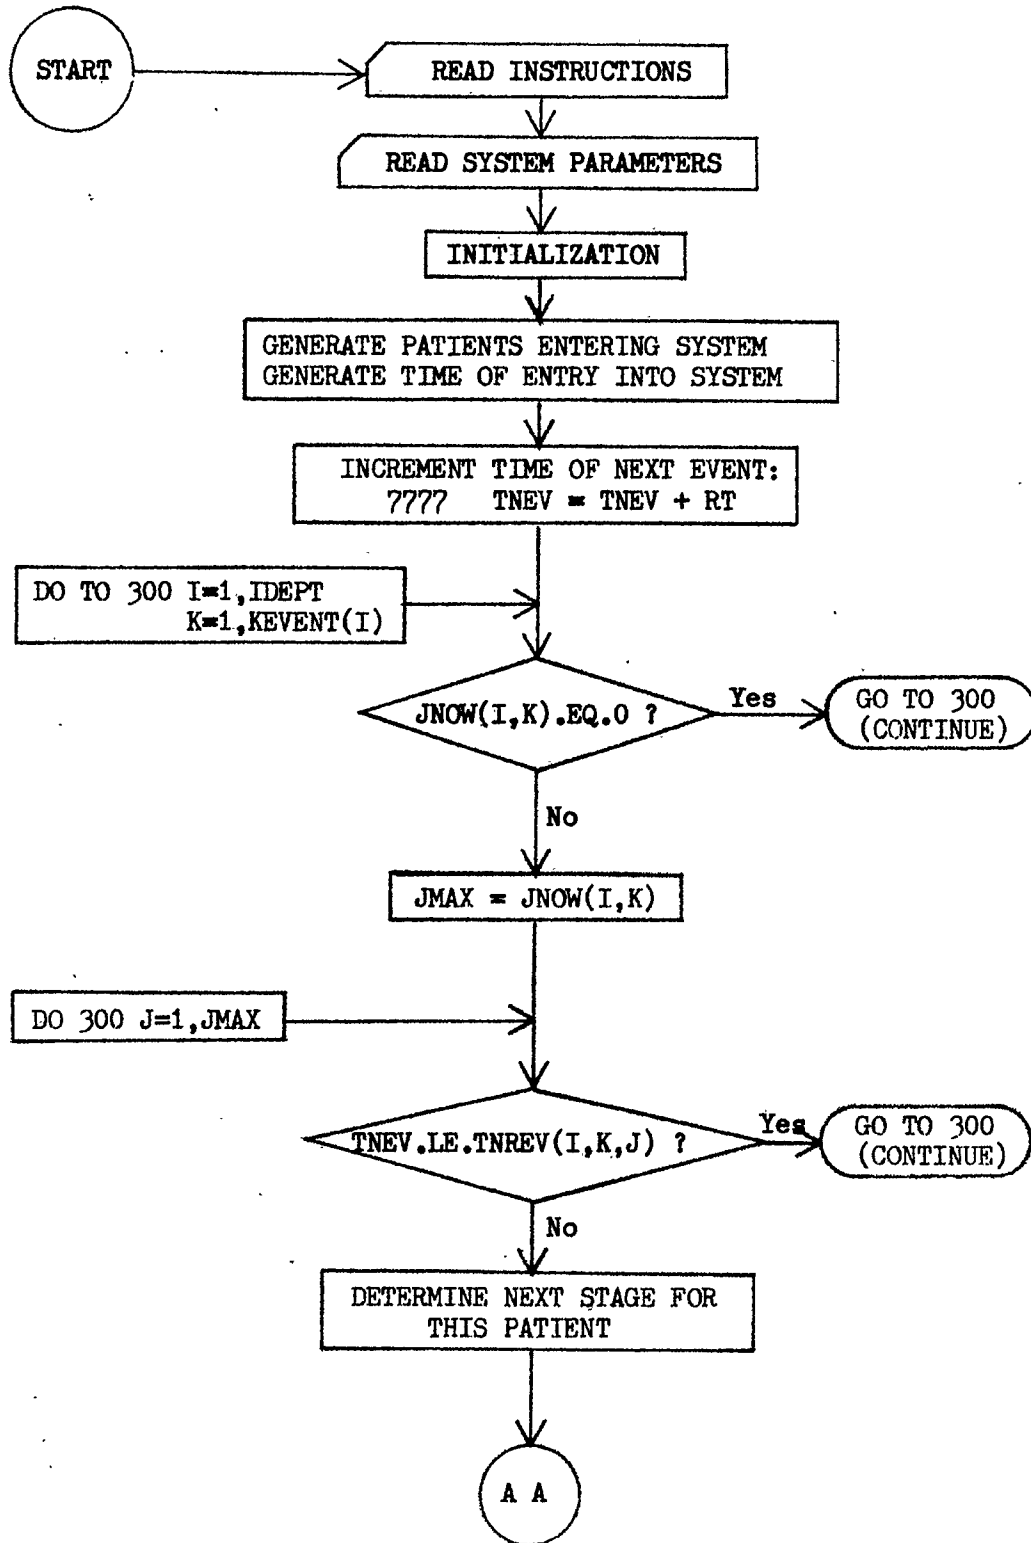 START
READ INSTRUCTIONS
READ SYSTEM PARAMETERS
INITIALIZATION
GENERATE PATIENTS ENTERING SYSTEM
GENERATE TIME OF ENTRY INTO SYSTEM
INCREMENT TIME OF NEXT EVENT:
7777 TNEV = TNEV + RT
DO TO 300 I=1,IDEPT
K=1,KEVENT(I)
JNOW(I,K).EQ.0 ?
Yes
GO TO 300
(CONTINUE)
No
JMAX = JNOW(I,K)
DO 300 J=1,JMAX
TNEV.LE.TNREV(I,K,J) ?
Yes
GO TO 300
(CONTINUE)
No
DETERMINE NEXT STAGE FOR
THIS PATIENT
A A